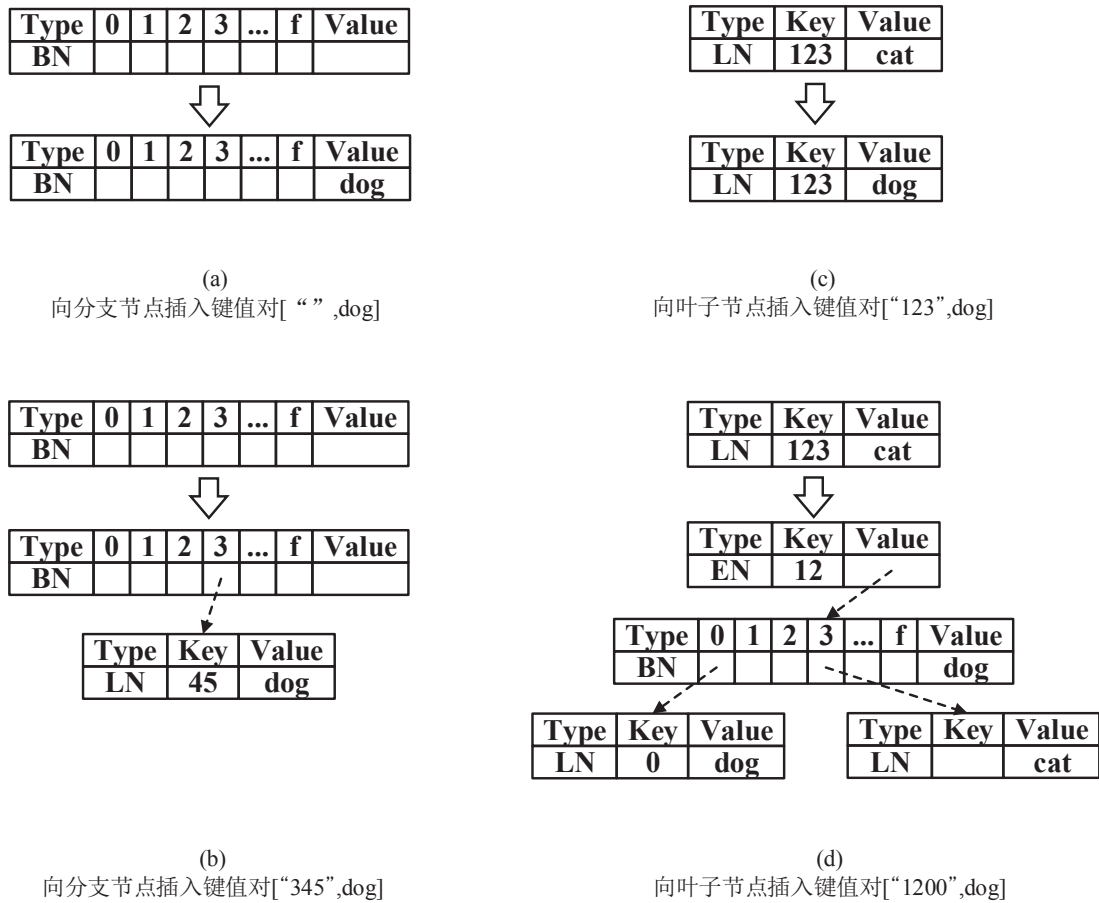 Type 0 1 2 3 ... f Value
BN
Type 0 1 2 3 ... f Value
BN dog
(a)
向分支节点插入键值对[ “ ” ,dog]
Type Key Value
LN 123 cat
Type Key Value
LN 123 dog
(c)
向叶子节点插入键值对[“123”,dog]
Type 0 1 2 3 ... f Value
BN
Type 0 1 2 3 ... f Value
BN
Type Key Value
LN 45 dog
(b)
向分支节点插入键值对[“345”,dog]
Type Key Value
LN 123 cat
Type Key Value
EN 12
Type 0 1 2 3 ... f Value
BN dog
Type Key Value
LN 0 dog
Type Key Value
LN cat
(d)
向叶子节点插入键值对[“1200”,dog]